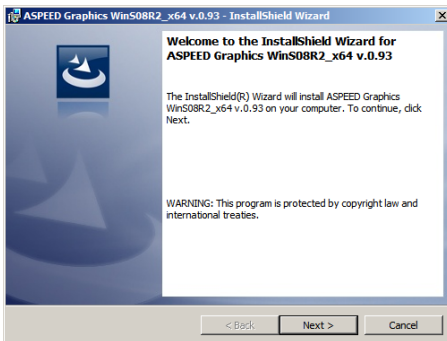 ASPEED Graphics WinS08R2_x64 v.0.93 - InstallShield Wizard
Welcome to the InstallShield Wizard for
ASPEED Graphics WinS08R2_x64 v.0.93
The InstallShield(R) Wizard will install ASPEED Graphics
WinS08R2_x64 v.0.93 on your computer. To continue, click
Next.
WARNING: This program is protected by copyright law and
international treaties.
< Back
Next >
Cancel